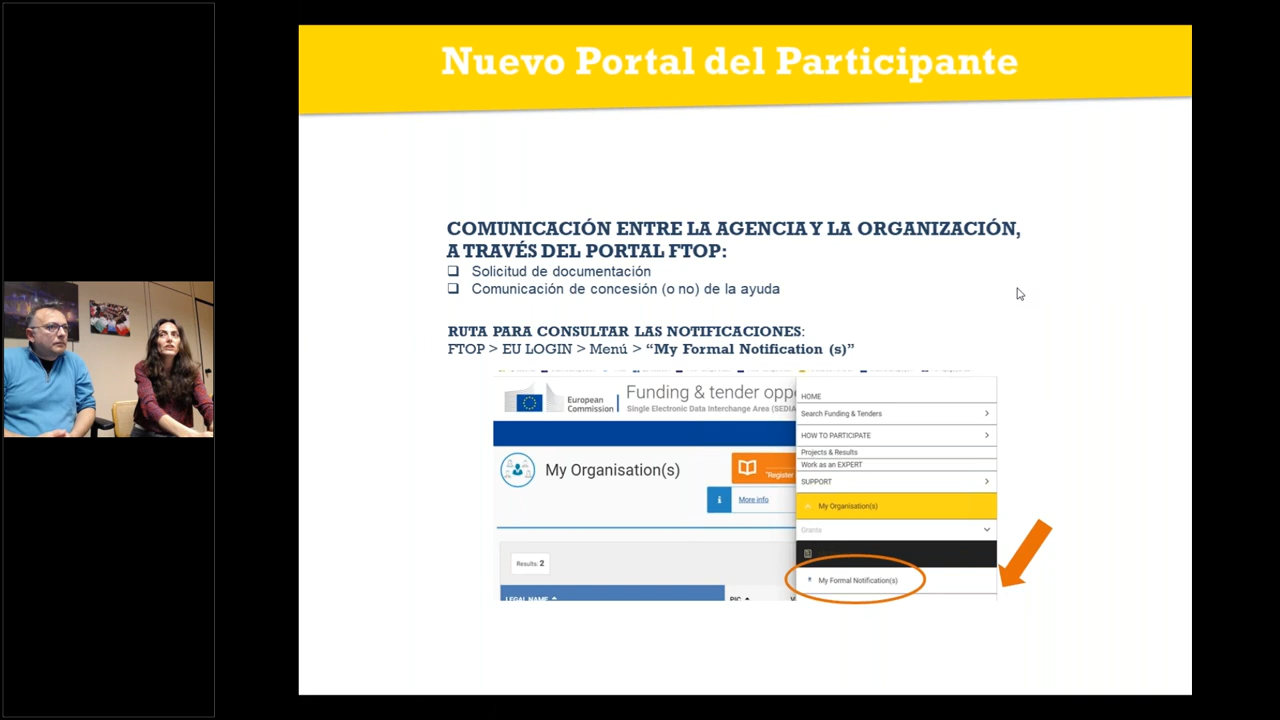 Nuevo Portal del Participante
COMUNICACIÓN ENTRE LA AGENCIA Y LA ORGANIZACIÓN,
A TRAVÉS DEL PORTAL FTOP:
Solicitud de documentación
Comunicación de concesión (o no) de la ayuda
RUTA PARA CONSULTAR LAS NOTIFICACIONES:
FTOP > EU LOGIN > Menú > “My Formal Notification (s)”
European
Commission
Funding & tender oppo
Single Electronic Data Interchange Area (SEDIA
My Organisation(s)
"Register
More info
Results: 2
LEGAL NAME
PIC
V
HOME
Search Funding & Tenders
HOW TO PARTICIPATE
Projects & Results
Work as an EXPERT
SUPPORT
My Organisation(s)
Grants
My Formal Notification(s)